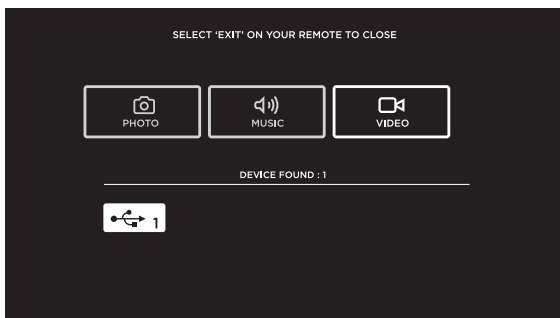 SELECT 'EXIT' ON YOUR REMOTE TO CLOSE
PHOTO
MUSIC
VIDEO
DEVICE FOUND : 1
1